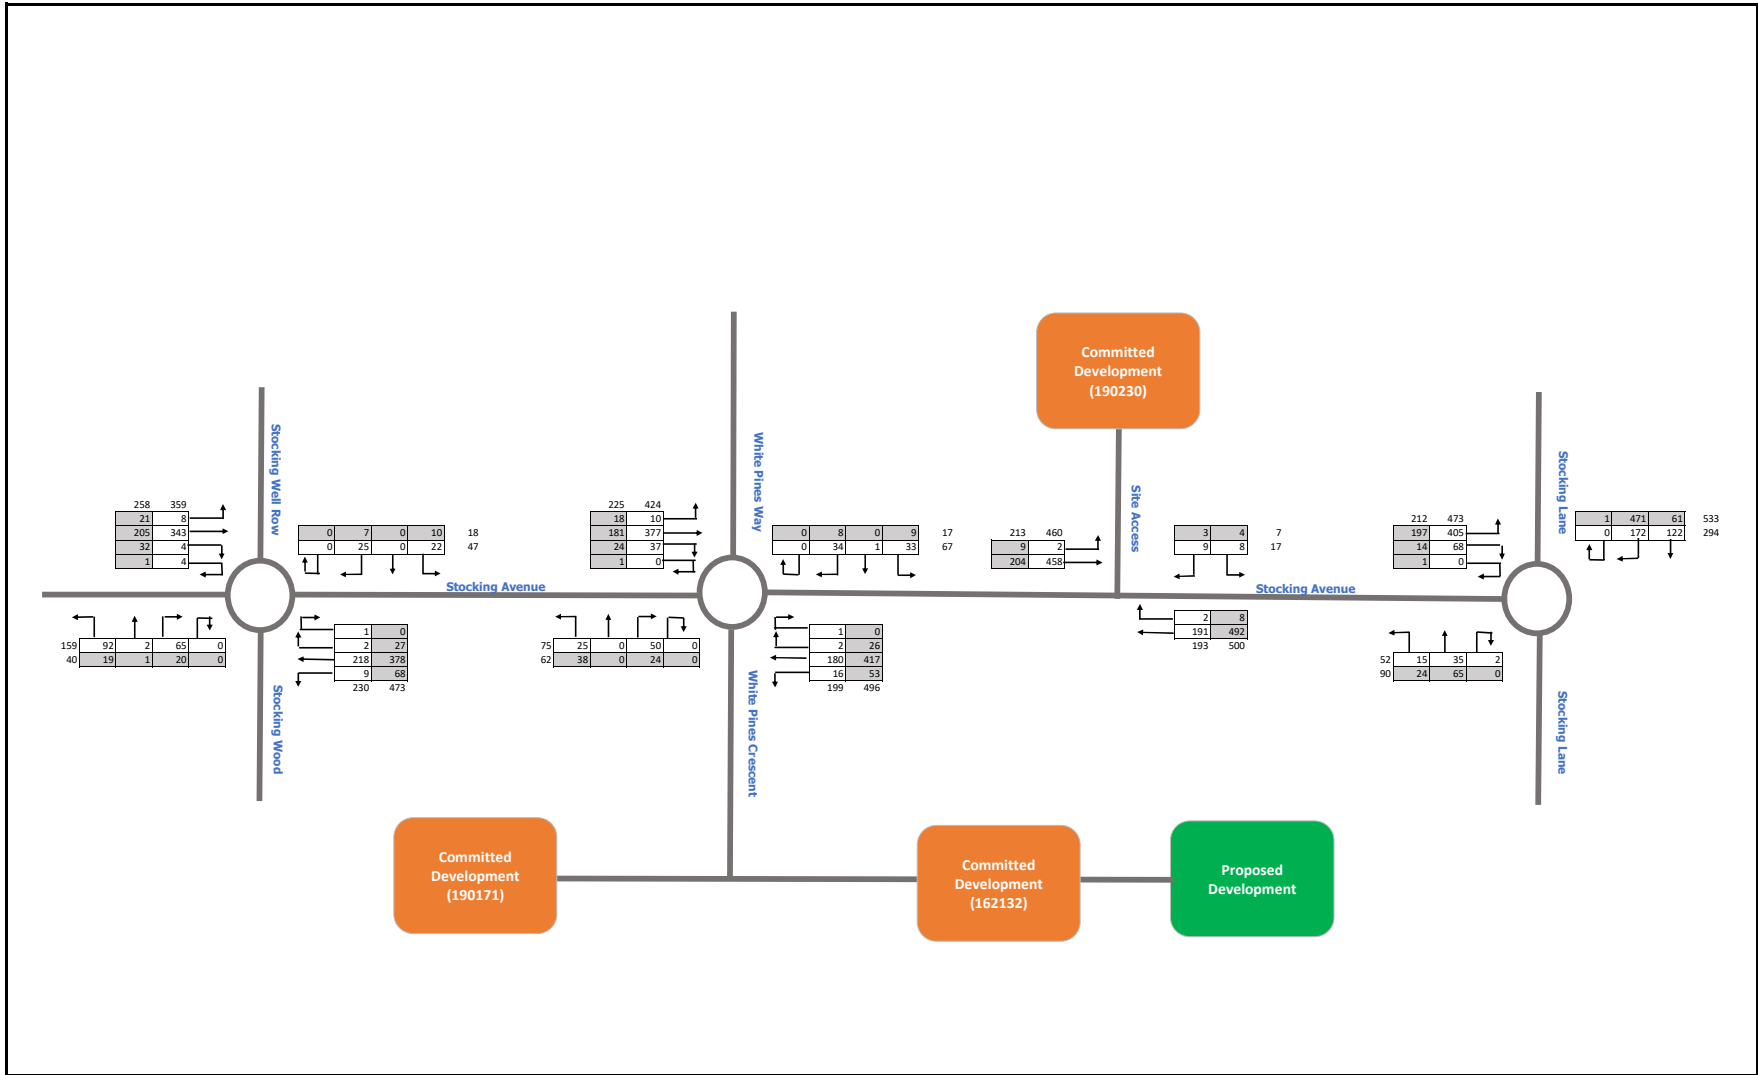 Committed
Development
(190230)
Stocking Well Row
White Pines Way
Site Access
Stocking Lane
258 359
21 8
205 343
32 4
1 4
0 7 0 10 18
0 25 0 22 47
225 424
18 10
181 377
24 37
1 0
0 8 0 9 17
0 34 1 33 67
213 460
9 2
204 458
3 4 7
9 8 17
212 473
197 405
14 68
1 0
1 471 61 533
0 172 122 294
Stocking Avenue
Stocking Avenue
159 92 2 65 0
40 19 1 20 0
1 0
2 27
218 378
9 68
230 473
75 25 0 50 0
62 38 0 24 0
1 0
2 26
180 417
16 53
199 496
2 8
191 492
193 500
52 15 35 2
90 24 65 0
Stocking Wood
White Pines Crescent
Stocking Lane
Committed
Development
(190171)
Committed
Development
(162132)
Proposed
Development